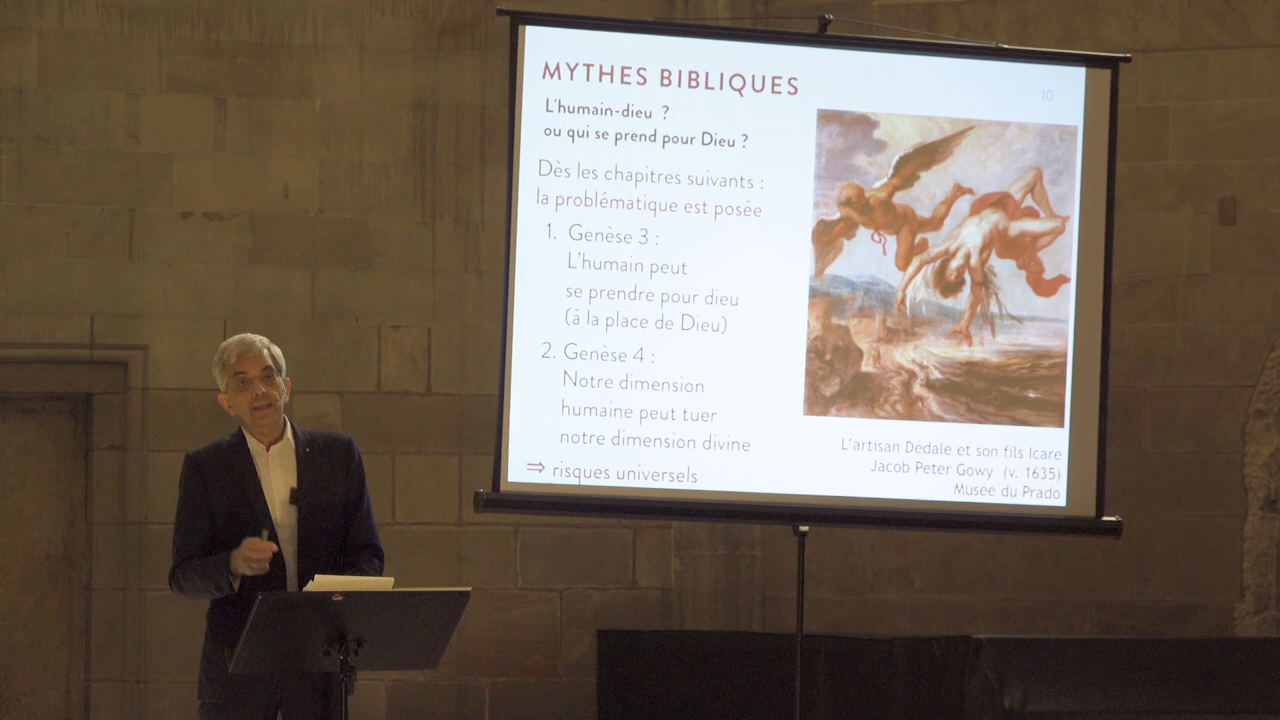 MYTHES BIBLIQUES
10
L'humain-dieu ?
ou qui se prend pour Dieu ?
Dès les chapitres suivants :
la problématique est posée
1. Genèse 3 :
L'humain peut
se prendre pour dieu
(à la place de Dieu)
2. Genèse 4 :
Notre dimension
humaine peut tuer
notre dimension divine
⇒ risques universels
L'artisan Dédale et son fils Icare
Jacob Peter Gowy (v. 1635)
Musée du Prado